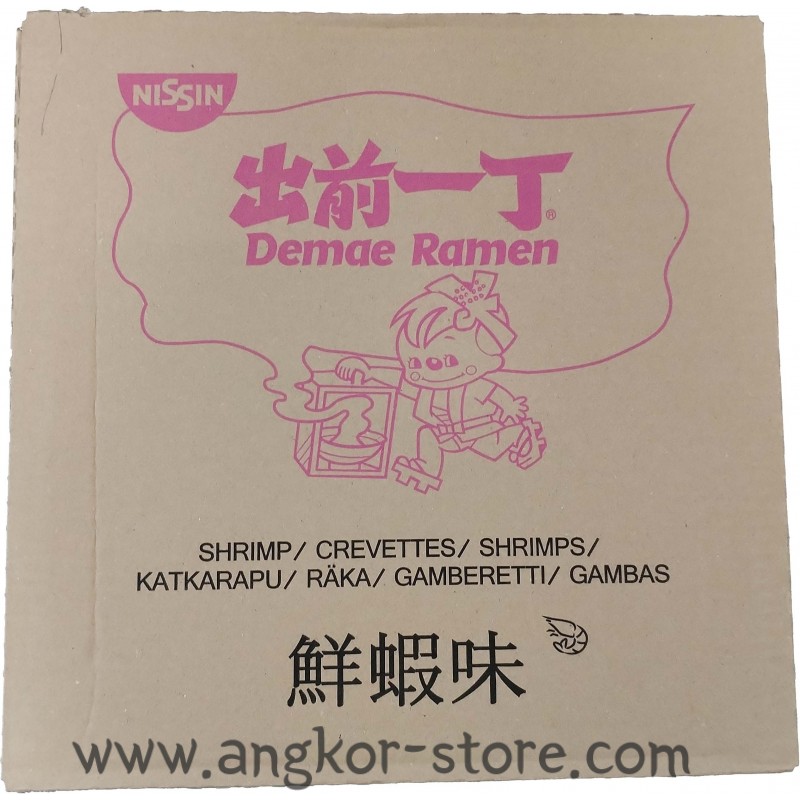 NISSIN
出前一丁®
Demae Ramen
SHRIMP/ CREVETTES/ SHRIMPS/
KATKARAPU/ RÄKA/ GAMBERETTI/ GAMBAS
鮮蝦味
www.angkor-store.com